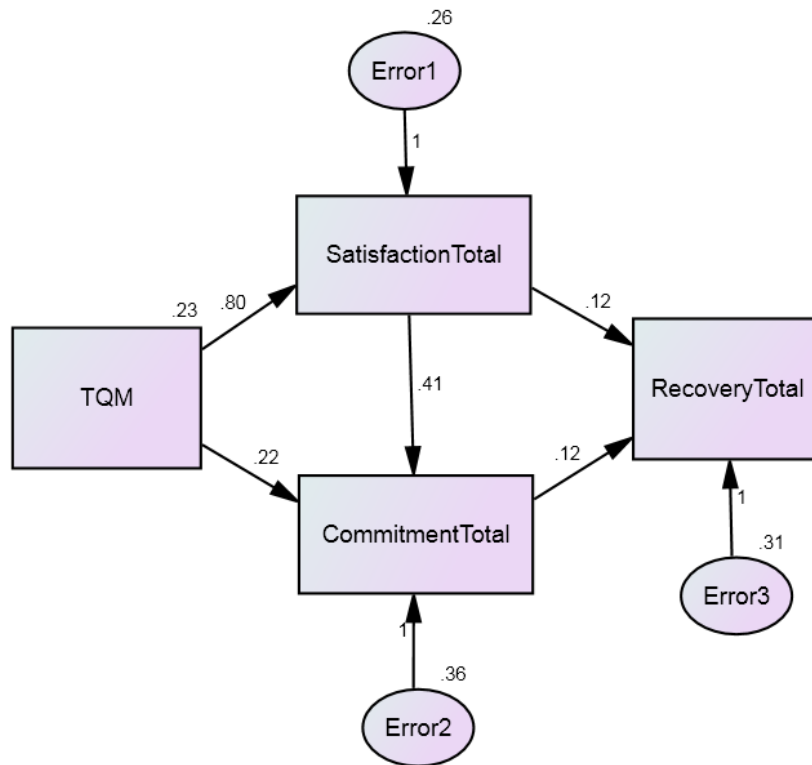 .26
Error1
1
SatisfactionTotal
.23
.80
.12
TQM
.41
RecoveryTotal
.22
.12
CommitmentTotal
1
.31
Error3
1
.36
Error2